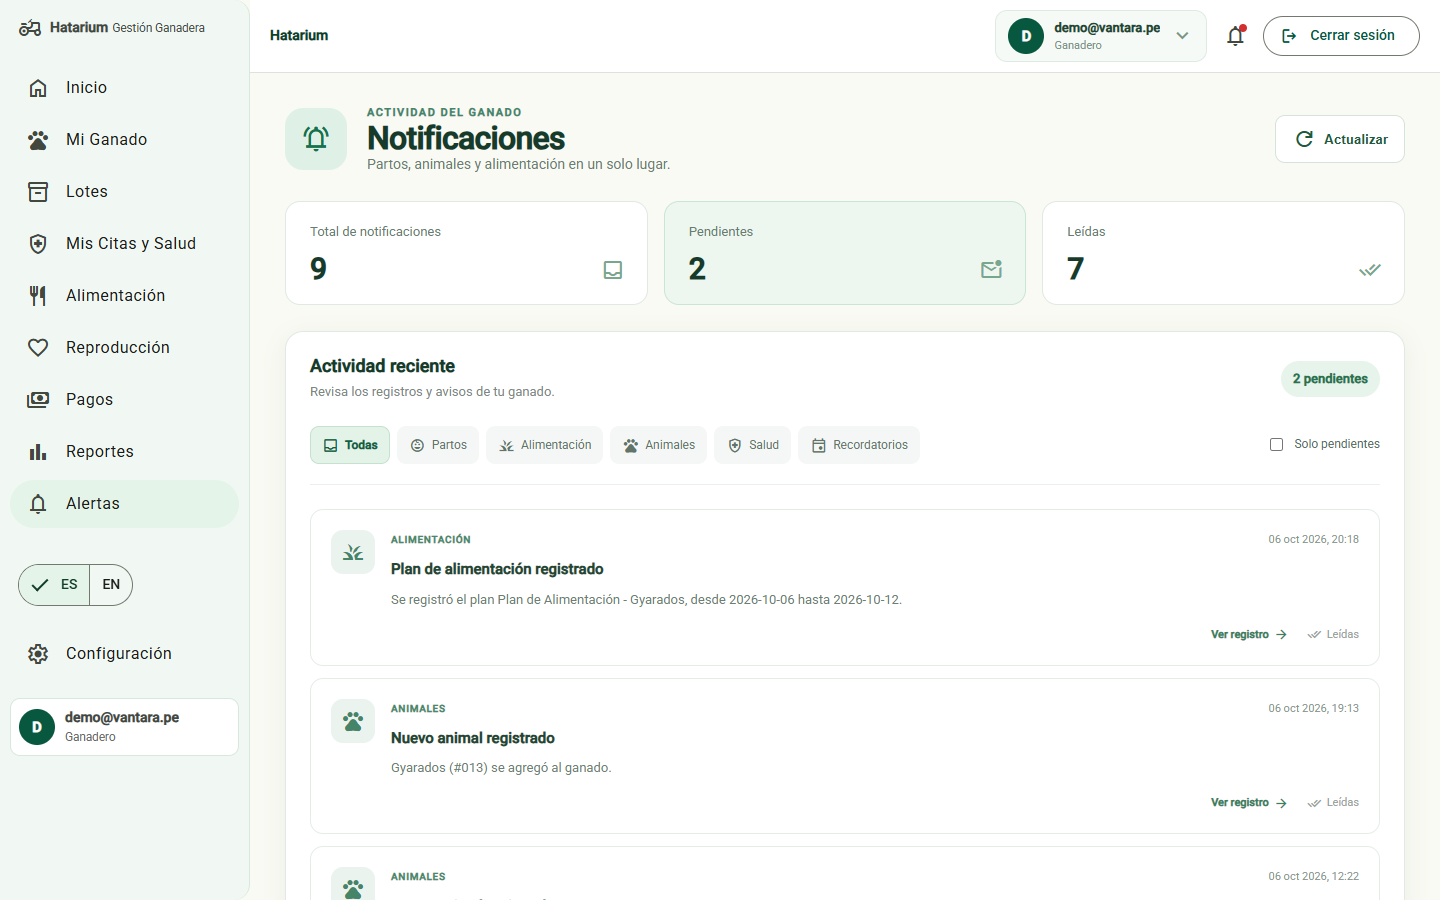 Hatarium Gestión Ganadera
Inicio
Mi Ganado
Lotes
Mis Citas y Salud
Alimentación
Reproducción
Pagos
Reportes
Alertas
ES EN
Configuración
D
demo@vantara.pe
Ganadero
Hatarium
D
demo@vantara.pe
Ganadero
Cerrar sesión
ACTIVIDAD DEL GANADO
Notificaciones
Partos, animales y alimentación en un solo lugar.
Actualizar
Total de notificaciones
9
Pendientes
2
Leídas
7
Actividad reciente
Revisa los registros y avisos de tu ganado.
2 pendientes
Todas Partos Alimentación Animales Salud Recordatorios Solo pendientes
ALIMENTACIÓN 06 oct 2026, 20:18
Plan de alimentación registrado
Se registró el plan Plan de Alimentación - Gyarados, desde 2026-10-06 hasta 2026-10-12.
Ver registro Leídas
ANIMALES 06 oct 2026, 19:13
Nuevo animal registrado
Gyarados (#013) se agregó al ganado.
Ver registro Leídas
ANIMALES 06 oct 2026, 12:22